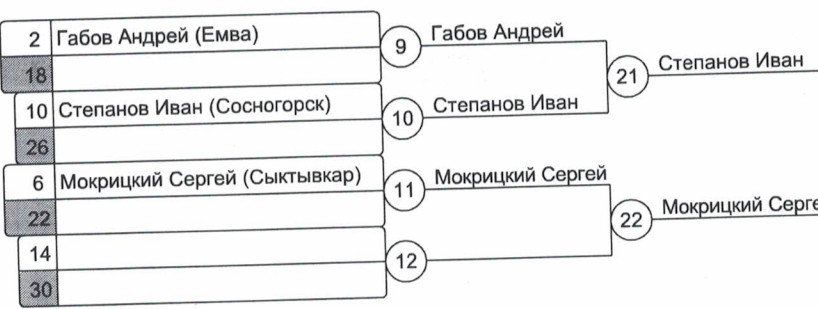 2 Габов Андрей (Емва)
18
9
Габов Андрей
10 Степанов Иван (Сосногорск)
26
10
Степанов Иван
21
Степанов Иван
6 Мокрицкий Сергей (Сыктывкар)
22
11
Мокрицкий Сергей
14
30
12
22
Мокрицкий Серге